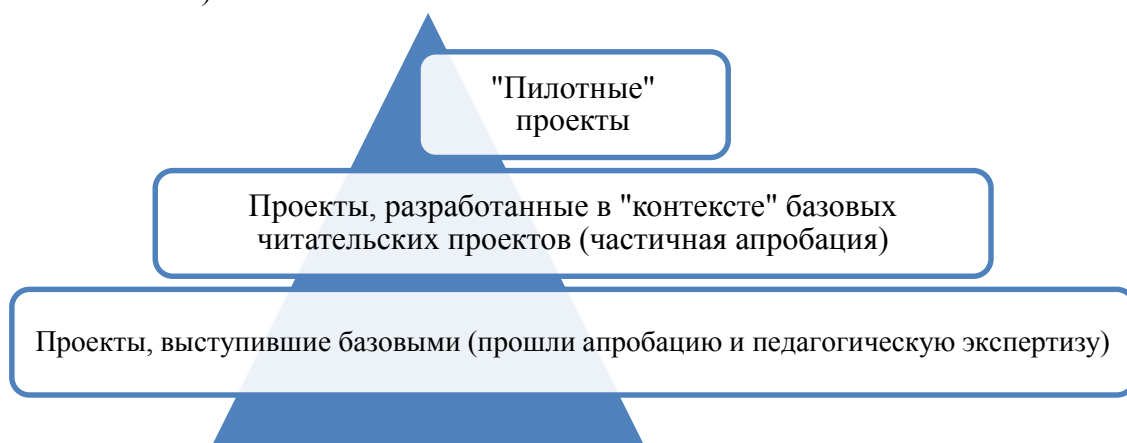 )
"Пилотные"
проекты
Проекты, разработанные в "контексте" базовых
читательских проектов (частичная апробация)
Проекты, выступившие базовыми (прошли апробацию и педагогическую экспертизу)